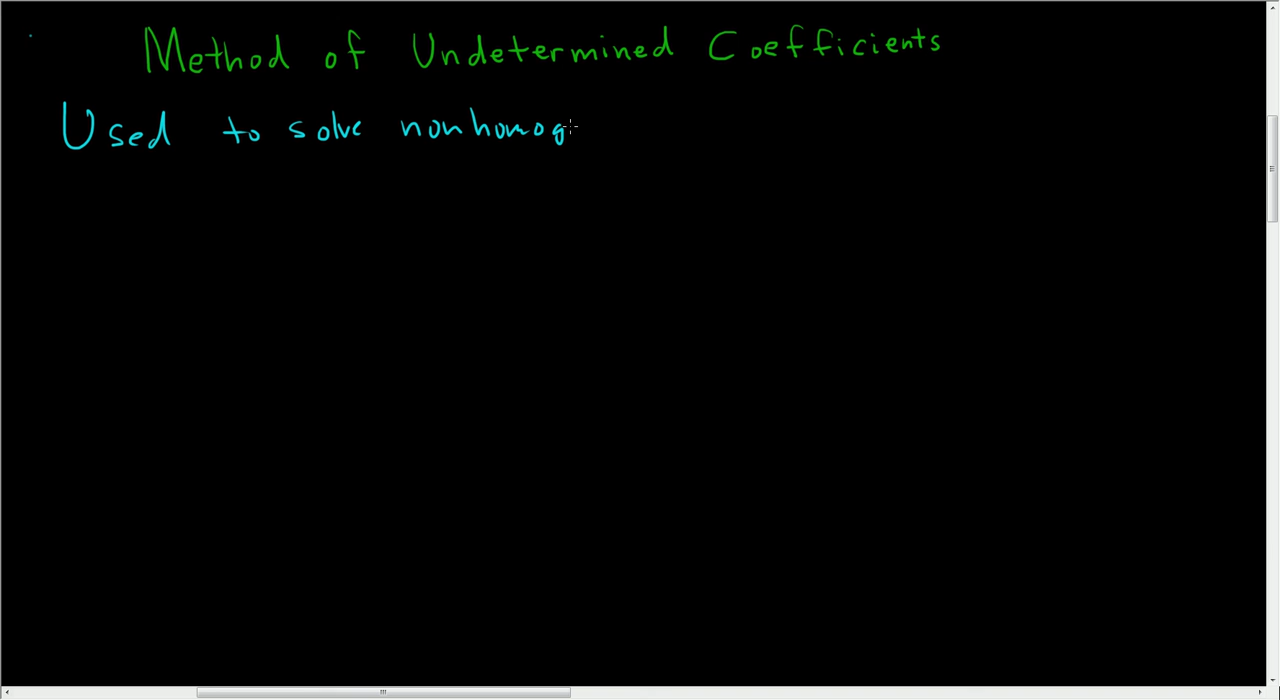 Method of Undetermined Coefficients
Used to solve nonhomog